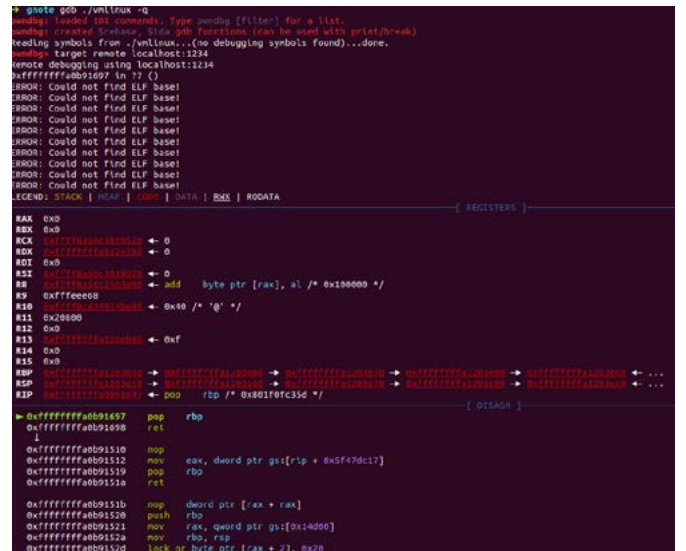 → gnote gdb ./vmlinux -q
pwndbg: loaded 181 commands. Type pwndbg [filter] for a list.
pwndbg: created $rebase, $ida gdb functions (can be used with print/break)
Reading symbols from ./vmlinux...(no debugging symbols found)...done.
pwndbg> target remote localhost:1234
Remote debugging using localhost:1234
0xffffffffa0b91697 in ?? ()
ERROR: Could not find ELF base!
ERROR: Could not find ELF base!
ERROR: Could not find ELF base!
ERROR: Could not find ELF base!
ERROR: Could not find ELF base!
ERROR: Could not find ELF base!
ERROR: Could not find ELF base!
ERROR: Could not find ELF base!
ERROR: Could not find ELF base!
LEGEND: STACK | HEAP | CODE | DATA | RWX | RODATA
[ REGISTERS ]
RAX 0x0
RBX 0x0
RCX ← 0
RDX ← 0
RDI 0x0
RSI ← 0
R8 ← add byte ptr [rax], al /* 0x100000 */
R9 0xfffeee68
R10 ← 0x40 /* '@' */
R11 0x20800
R12 0x0
R13 ← 0xf
R14 0x0
R15 0x0
RBP → → → → ← ...
RSP → → → → ← ...
RIP ← pop rbp /* 0x801f0fc35d */
[ DISASM ]
► 0xffffffffa0b91697 pop rbp
0xffffffffa0b91698 ret
↓
0xffffffffa0b91510 nop
0xffffffffa0b91512 mov eax, dword ptr gs:[rip + 0x5f47dc17]
0xffffffffa0b91519 pop rbp
0xffffffffa0b9151a ret
0xffffffffa0b9151b nop dword ptr [rax + rax]
0xffffffffa0b91520 push rbp
0xffffffffa0b91521 mov rax, qword ptr gs:[0x14d00]
0xffffffffa0b9152a mov rbp, rsp
0xffffffffa0b9152d lock or byte ptr [rax + 2], 0x20